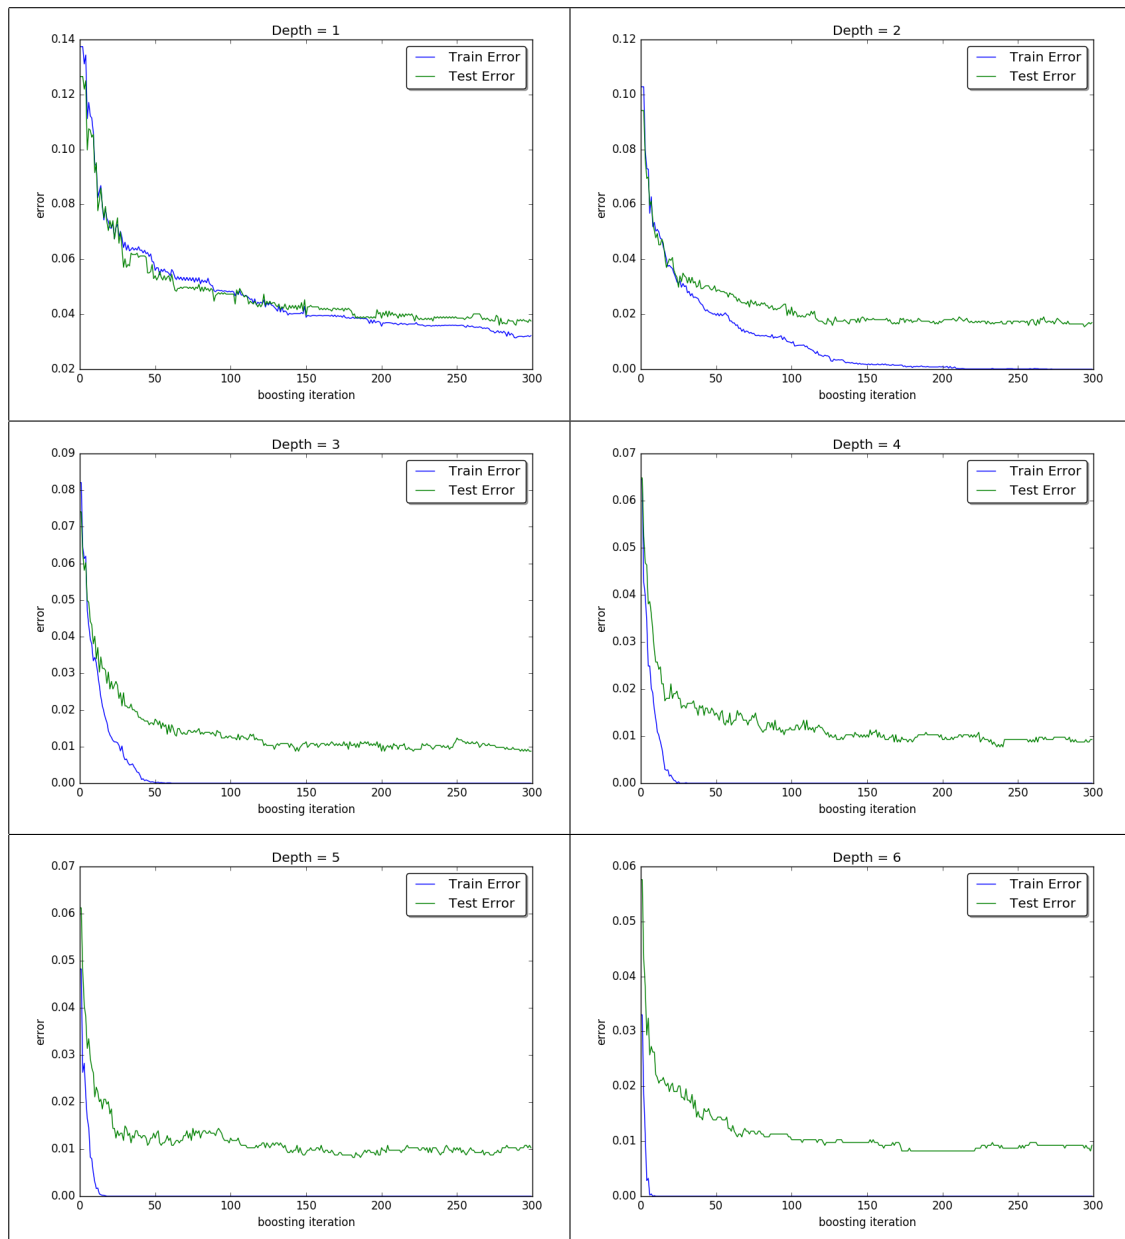 Depth = 1
0.14
0.12
0.10
0.08
0.06
0.04
0.02
error
0 50 100 150 200 250 300
boosting iteration
Train Error
Test Error
Depth = 2
0.12
0.10
0.08
0.06
0.04
0.02
0.00
error
0 50 100 150 200 250 300
boosting iteration
Train Error
Test Error
Depth = 3
0.09
0.08
0.07
0.06
0.05
0.04
0.03
0.02
0.01
0.00
error
0 50 100 150 200 250 300
boosting iteration
Train Error
Test Error
Depth = 4
0.07
0.06
0.05
0.04
0.03
0.02
0.01
0.00
error
0 50 100 150 200 250 300
boosting iteration
Train Error
Test Error
Depth = 5
0.07
0.06
0.05
0.04
0.03
0.02
0.01
0.00
error
0 50 100 150 200 250 300
boosting iteration
Train Error
Test Error
Depth = 6
0.06
0.05
0.04
0.03
0.02
0.01
0.00
error
0 50 100 150 200 250 300
boosting iteration
Train Error
Test Error